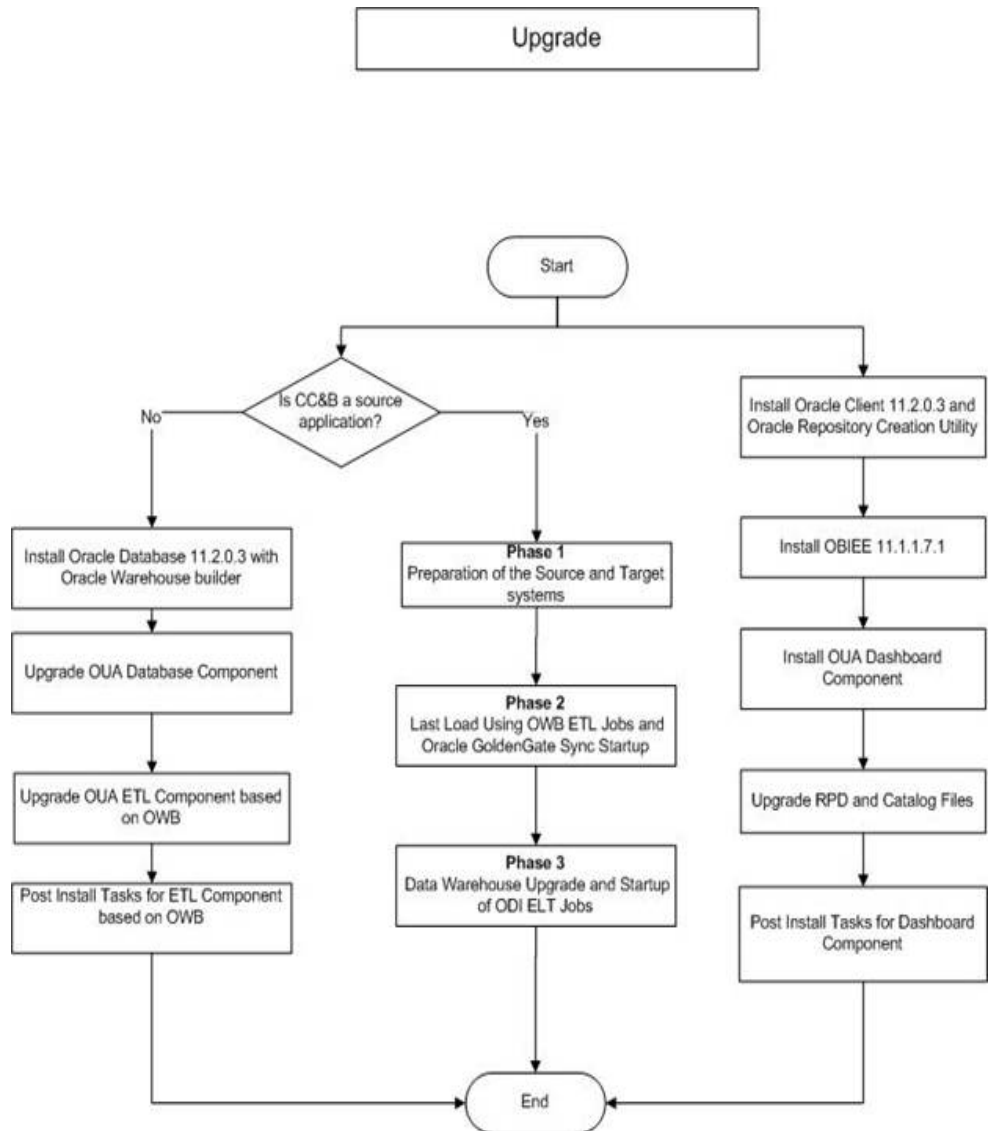 Upgrade
Start
Is CC&B a source
application?
No
Yes
Install Oracle Database 11.2.0.3 with
Oracle Warehouse builder
Upgrade OUA Database Component
Upgrade OUA ETL Component based
on OWB
Post Install Tasks for ETL Component
based on OWB
Phase 1
Preparation of the Source and Target
systems
Phase 2
Last Load Using OWB ETL Jobs and
Oracle GoldenGate Sync Startup
Phase 3
Data Warehouse Upgrade and Startup
of ODI ELT Jobs
Install Oracle Client 11.2.0.3 and
Oracle Repository Creation Utility
Install OBIEE 11.1.1.7.1
Install OUA Dashboard
Component
Upgrade RPD and Catalog Files
Post Install Tasks for Dashboard
Component
End